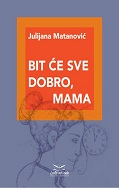 Julijana Matanović
BIT ĆE SVE
DOBRO,
MAMA